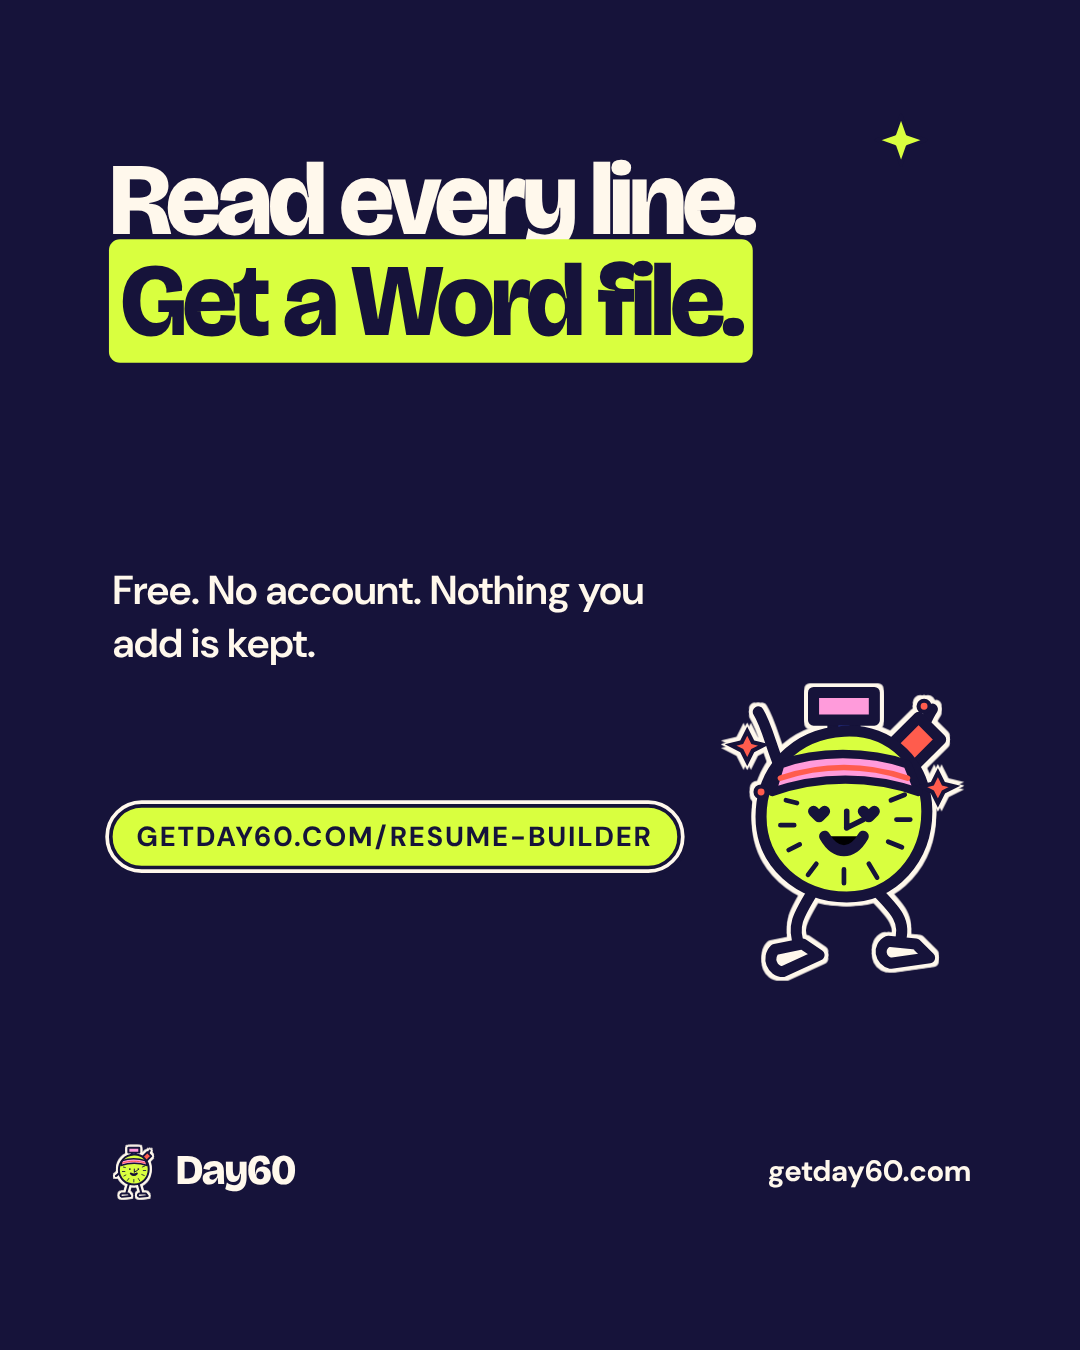 Read every line.
Get a Word file.
Free. No account. Nothing you
add is kept.
GETDAY60.COM/RESUME-BUILDER
Day60
getday60.com